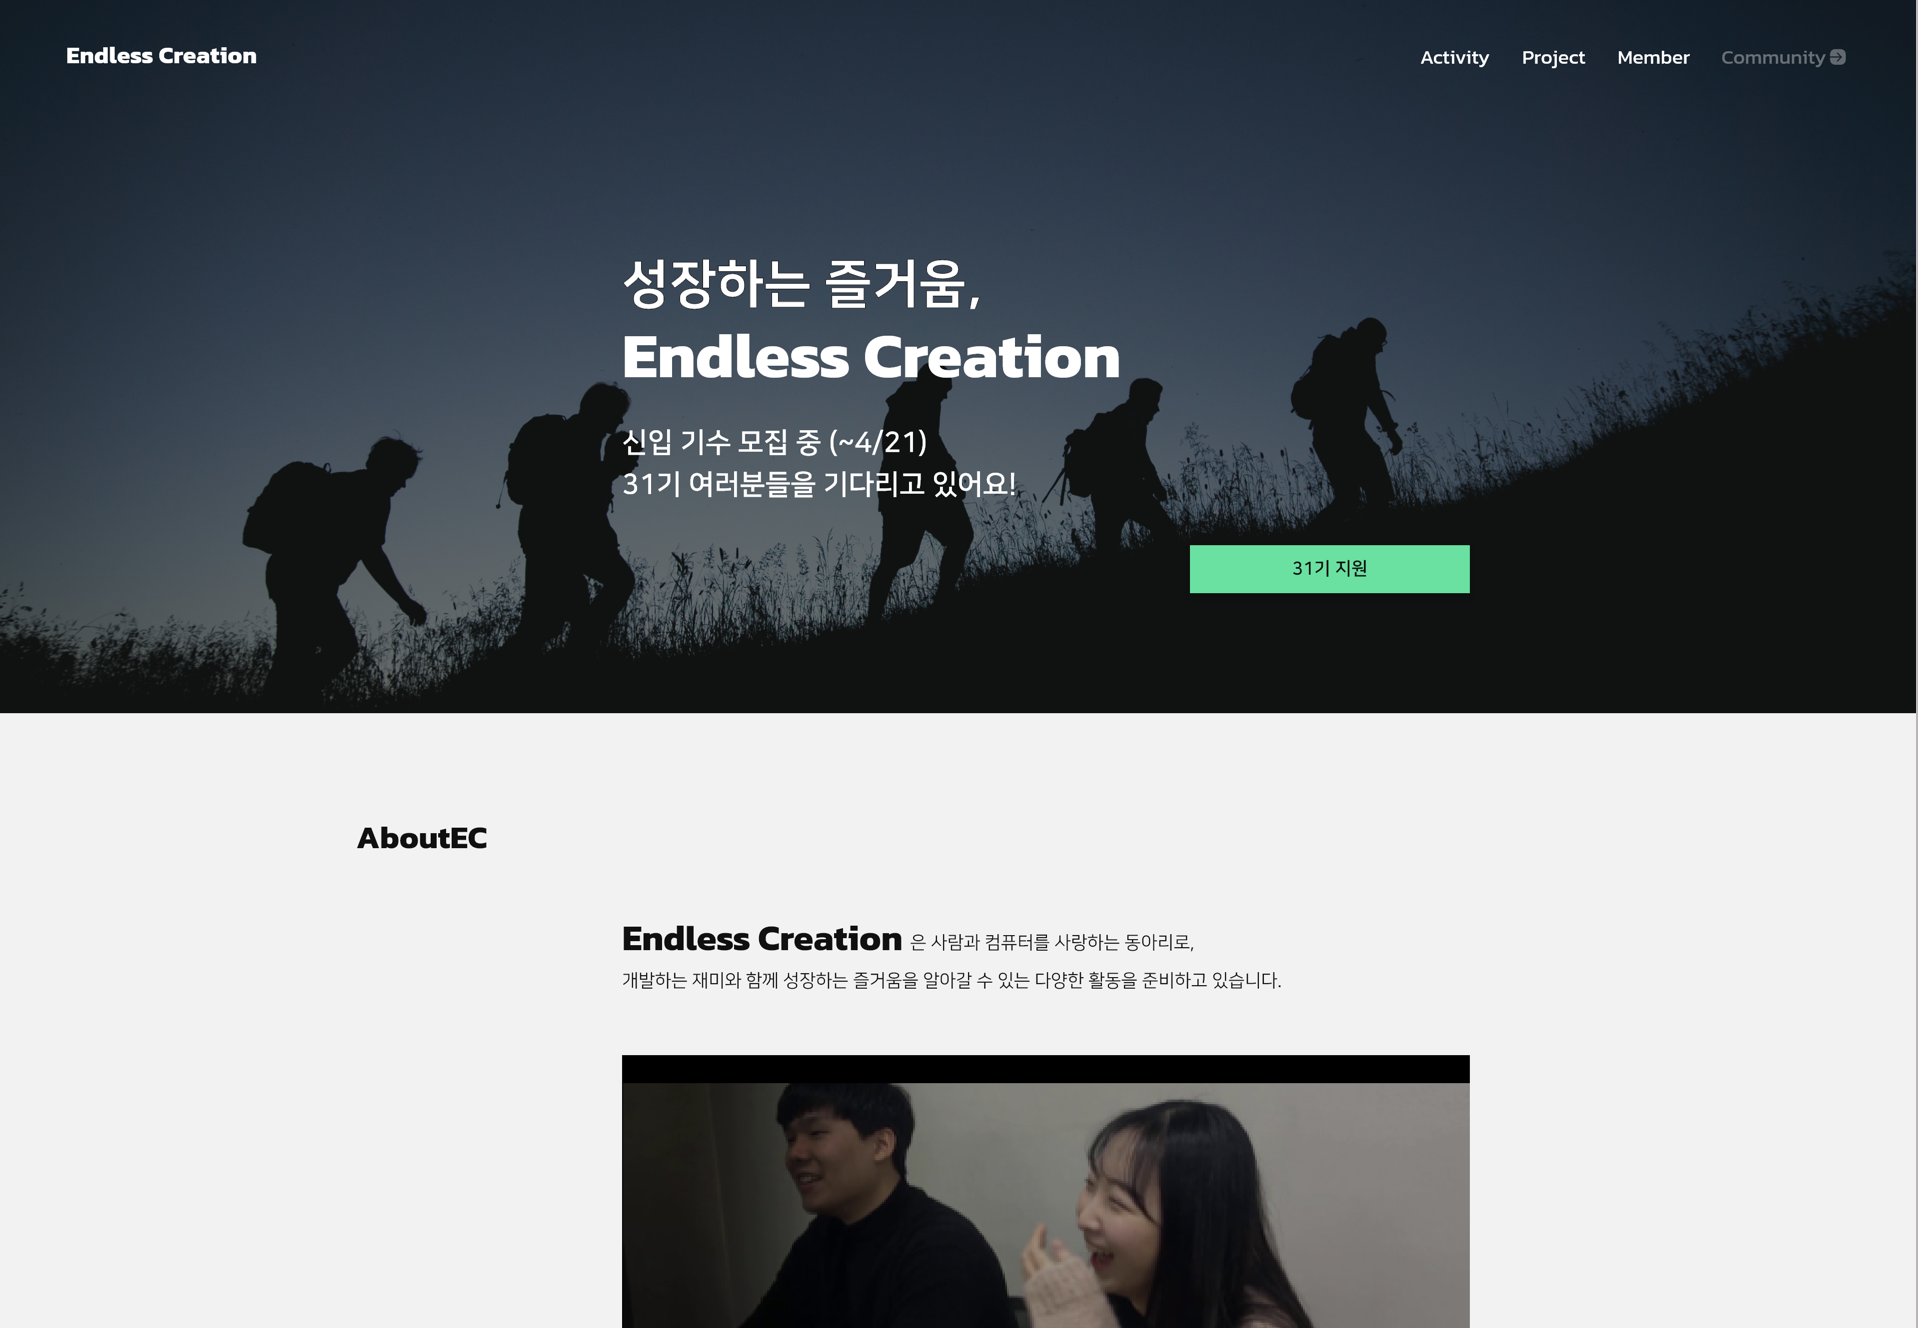 Endless Creation
Activity Project Member Community
성장하는 즐거움,
Endless Creation
신입 기수 모집 중 (~4/21)
31기 여러분들을 기다리고 있어요!
31기 지원
AboutEC
Endless Creation 은 사람과 컴퓨터를 사랑하는 동아리로,
개발하는 재미와 함께 성장하는 즐거움을 알아갈 수 있는 다양한 활동을 준비하고 있습니다.